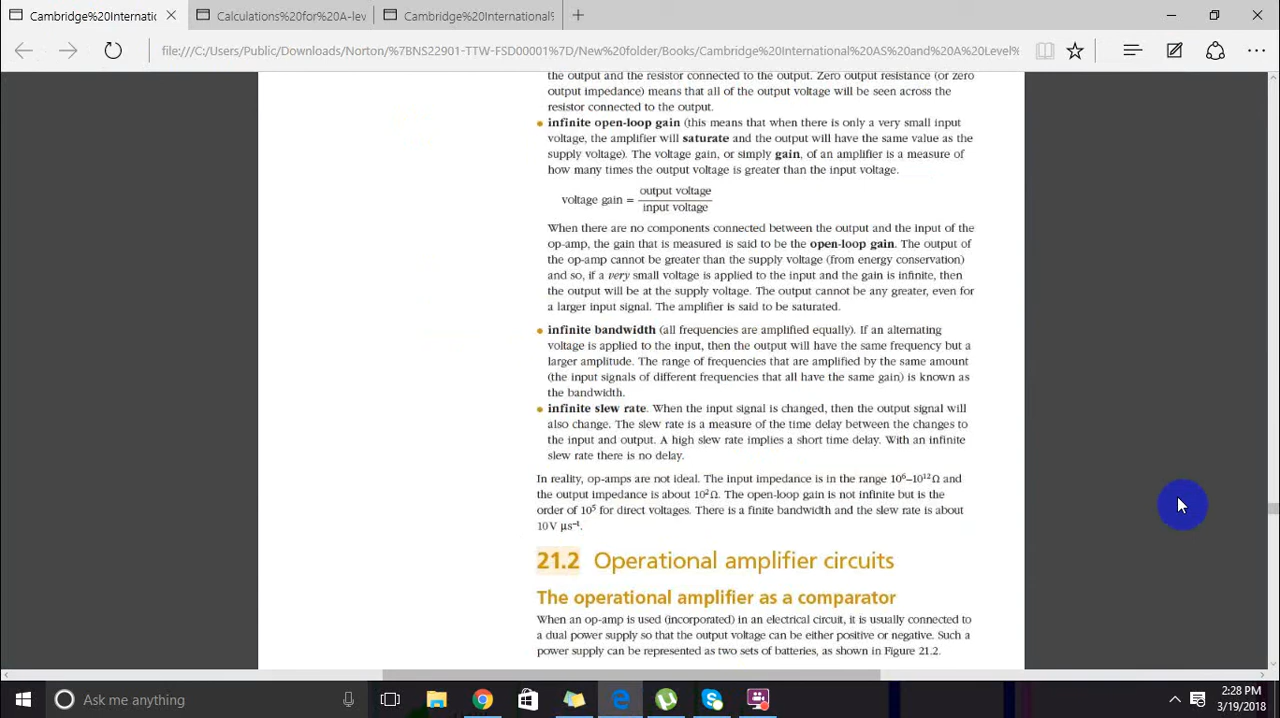 Cambridge%20Internatic
Calculations%20for%20A-lev
Cambridge%20International%
file:///C:/Users/Public/Downloads/Norton/%7BNS22901-TTW-FSD00001%7D/New%20folder/Books/Cambridge%20International%20AS%20and%20A%20Level%
the output and the resistor connected to the output. Zero output resistance (or zero
output impedance) means that all of the output voltage will be seen across the
resistor connected to the output.
• infinite open-loop gain (this means that when there is only a very small input
voltage, the amplifier will saturate and the output will have the same value as the
supply voltage). The voltage gain, or simply gain, of an amplifier is a measure of
how many times the output voltage is greater than the input voltage.
voltage gain = output voltage
input voltage
When there are no components connected between the output and the input of the
op-amp, the gain that is measured is said to be the open-loop gain. The output of
the op-amp cannot be greater than the supply voltage (from energy conservation)
and so, if a very small voltage is applied to the input and the gain is infinite, then
the output will be at the supply voltage. The output cannot be any greater, even for
a larger input signal. The amplifier is said to be saturated.
• infinite bandwidth (all frequencies are amplified equally). If an alternating
voltage is applied to the input, then the output will have the same frequency but a
larger amplitude. The range of frequencies that are amplified by the same amount
(the input signals of different frequencies that all have the same gain) is known as
the bandwidth.
• infinite slew rate. When the input signal is changed, then the output signal will
also change. The slew rate is a measure of the time delay between the changes to
the input and output. A high slew rate implies a short time delay. With an infinite
slew rate there is no delay.
In reality, op-amps are not ideal. The input impedance is in the range 10⁶–10¹²Ω and
the output impedance is about 10²Ω. The open-loop gain is not infinite but is the
order of 10⁵ for direct voltages. There is a finite bandwidth and the slew rate is about
10V μs⁻¹.
21.2 Operational amplifier circuits
The operational amplifier as a comparator
When an op-amp is used (incorporated) in an electrical circuit, it is usually connected to
a dual power supply so that the output voltage can be either positive or negative. Such a
power supply can be represented as two sets of batteries, as shown in Figure 21.2.
Ask me anything
2:28 PM
3/19/2018